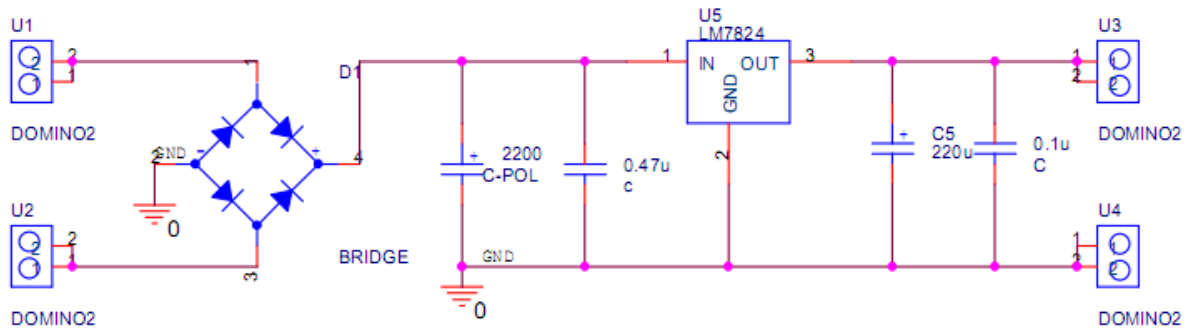 U1
2
2
1
1
DOMINO2
U2
2
2
1
1
DOMINO2
1
D1
GND
2
-
+
4
3
0
BRIDGE
+
2200
C-POL
0.47u
c
GND
0
U5
LM7824
1
IN
OUT
3
GND
2
+
C5
220u
0.1u
C
U3
1
1
2
2
DOMINO2
U4
1
1
2
2
DOMINO2